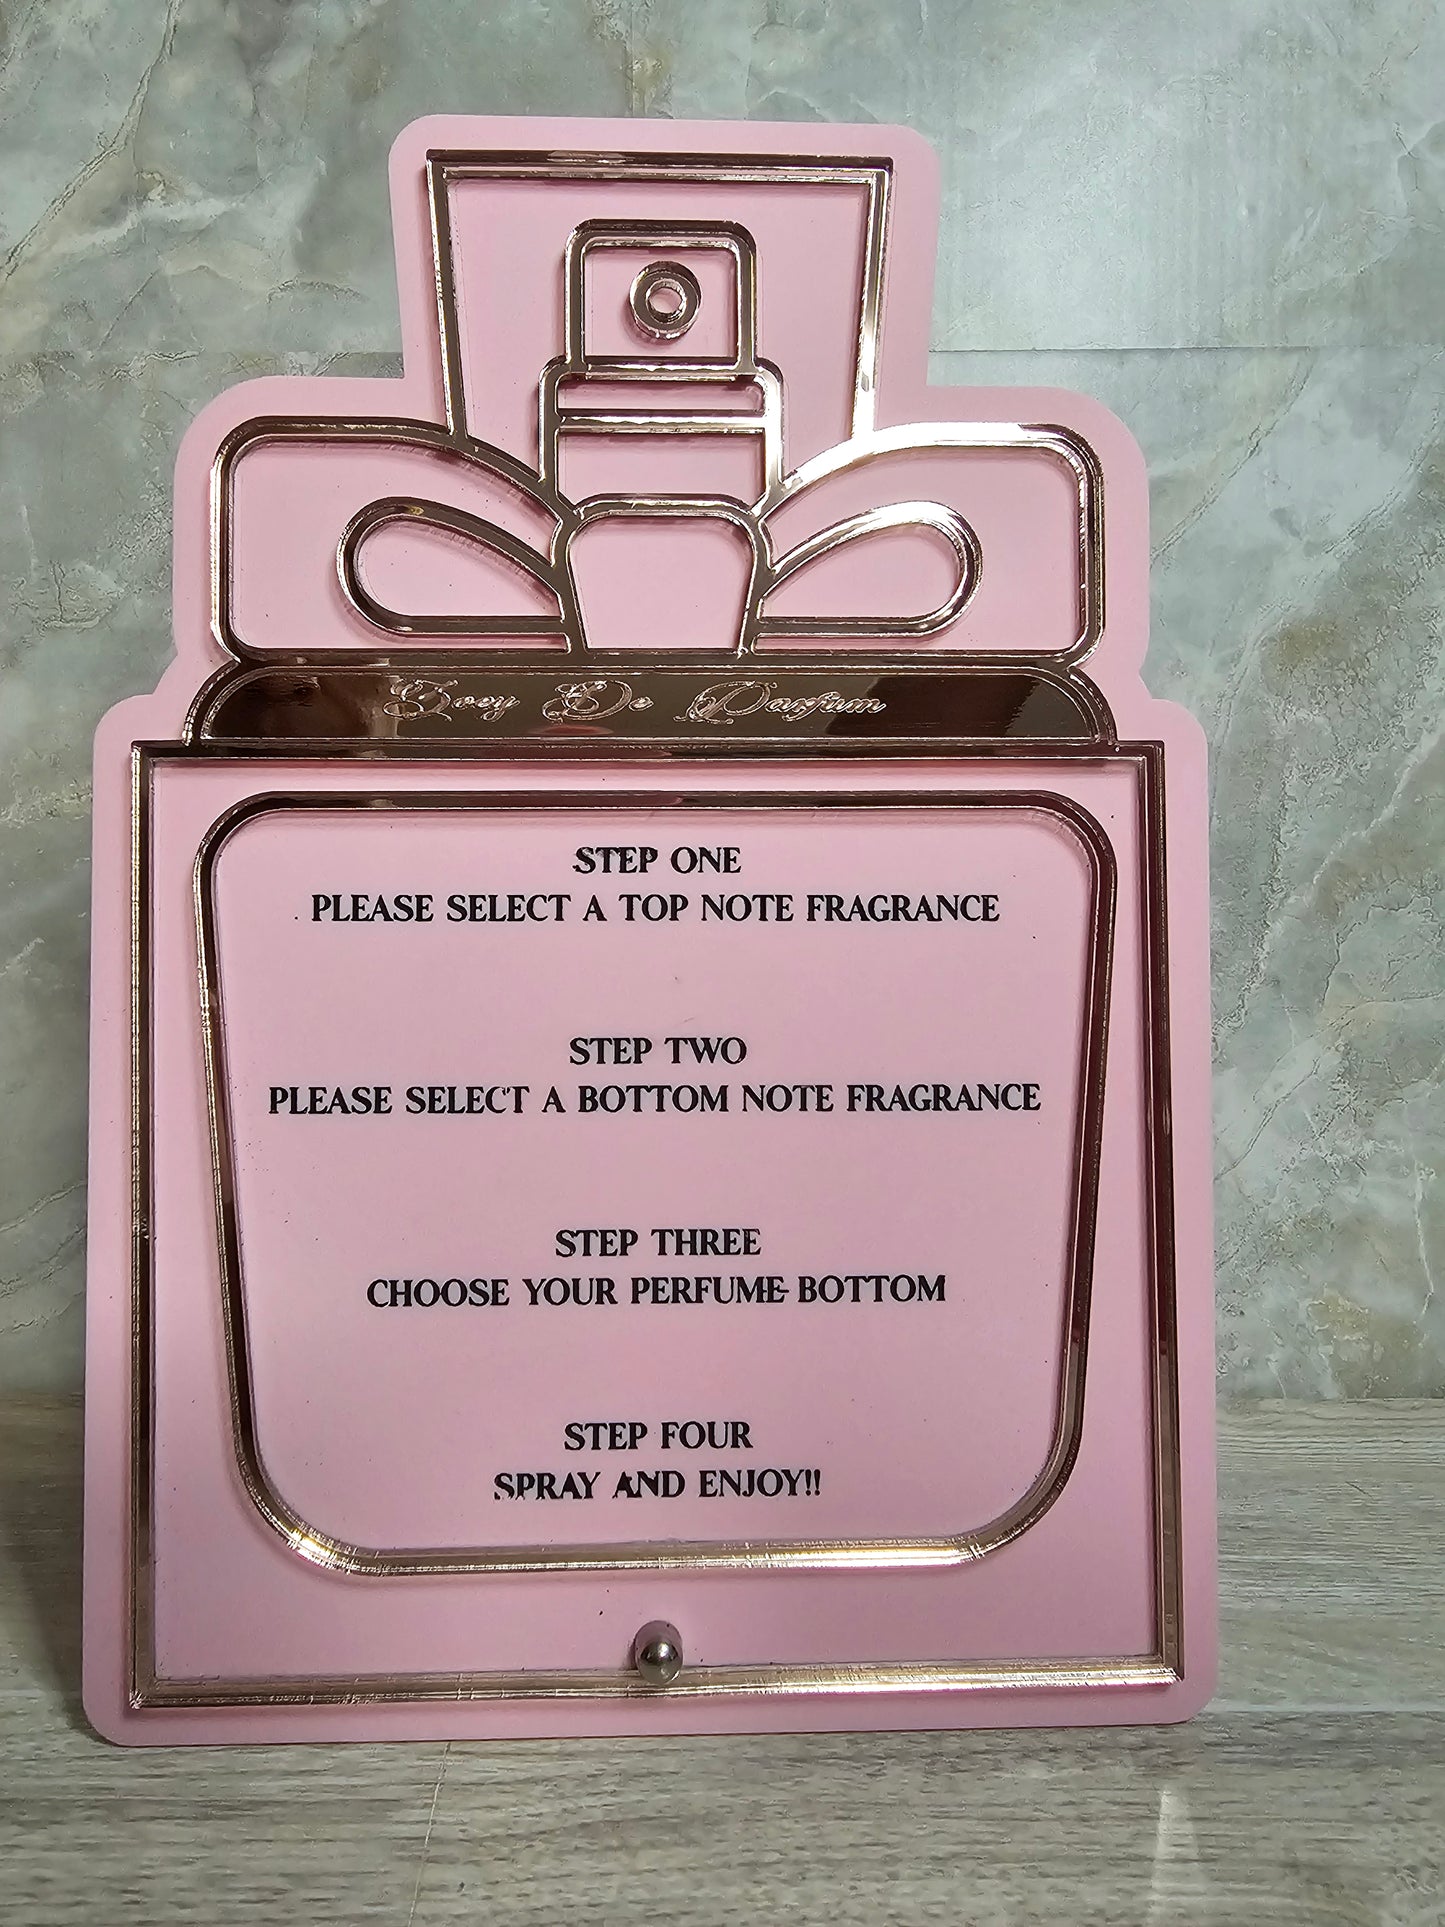 Joey De Parfum
STEP ONE
PLEASE SELECT A TOP NOTE FRAGRANCE
STEP TWO
PLEASE SELECT A BOTTOM NOTE FRAGRANCE
STEP THREE
CHOOSE YOUR PERFUME BOTTOM
STEP FOUR
SPRAY AND ENJOY!!